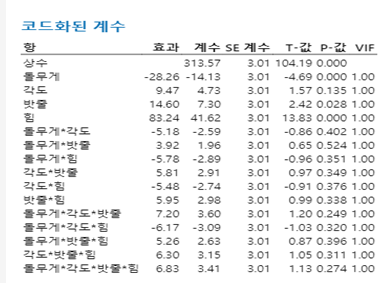 코드화된 계수
항 효과 계수 SE 계수 T-값 P-값 VIF
상수 313.57 3.01 104.19 0.000
돌무게 -28.26 -14.13 3.01 -4.69 0.000 1.00
각도 9.47 4.73 3.01 1.57 0.135 1.00
밧줄 14.60 7.30 3.01 2.42 0.028 1.00
힘 83.24 41.62 3.01 13.83 0.000 1.00
돌무게*각도 -5.18 -2.59 3.01 -0.86 0.402 1.00
돌무게*밧줄 3.92 1.96 3.01 0.65 0.524 1.00
돌무게*힘 -5.78 -2.89 3.01 -0.96 0.351 1.00
각도*밧줄 5.81 2.91 3.01 0.97 0.349 1.00
각도*힘 -5.48 -2.74 3.01 -0.91 0.376 1.00
밧줄*힘 5.95 2.98 3.01 0.99 0.338 1.00
돌무게*각도*밧줄 7.20 3.60 3.01 1.20 0.249 1.00
돌무게*각도*힘 -6.17 -3.09 3.01 -1.03 0.320 1.00
돌무게*밧줄*힘 5.26 2.63 3.01 0.87 0.396 1.00
각도*밧줄*힘 6.30 3.15 3.01 1.05 0.311 1.00
돌무게*각도*밧줄*힘 6.83 3.41 3.01 1.13 0.274 1.00